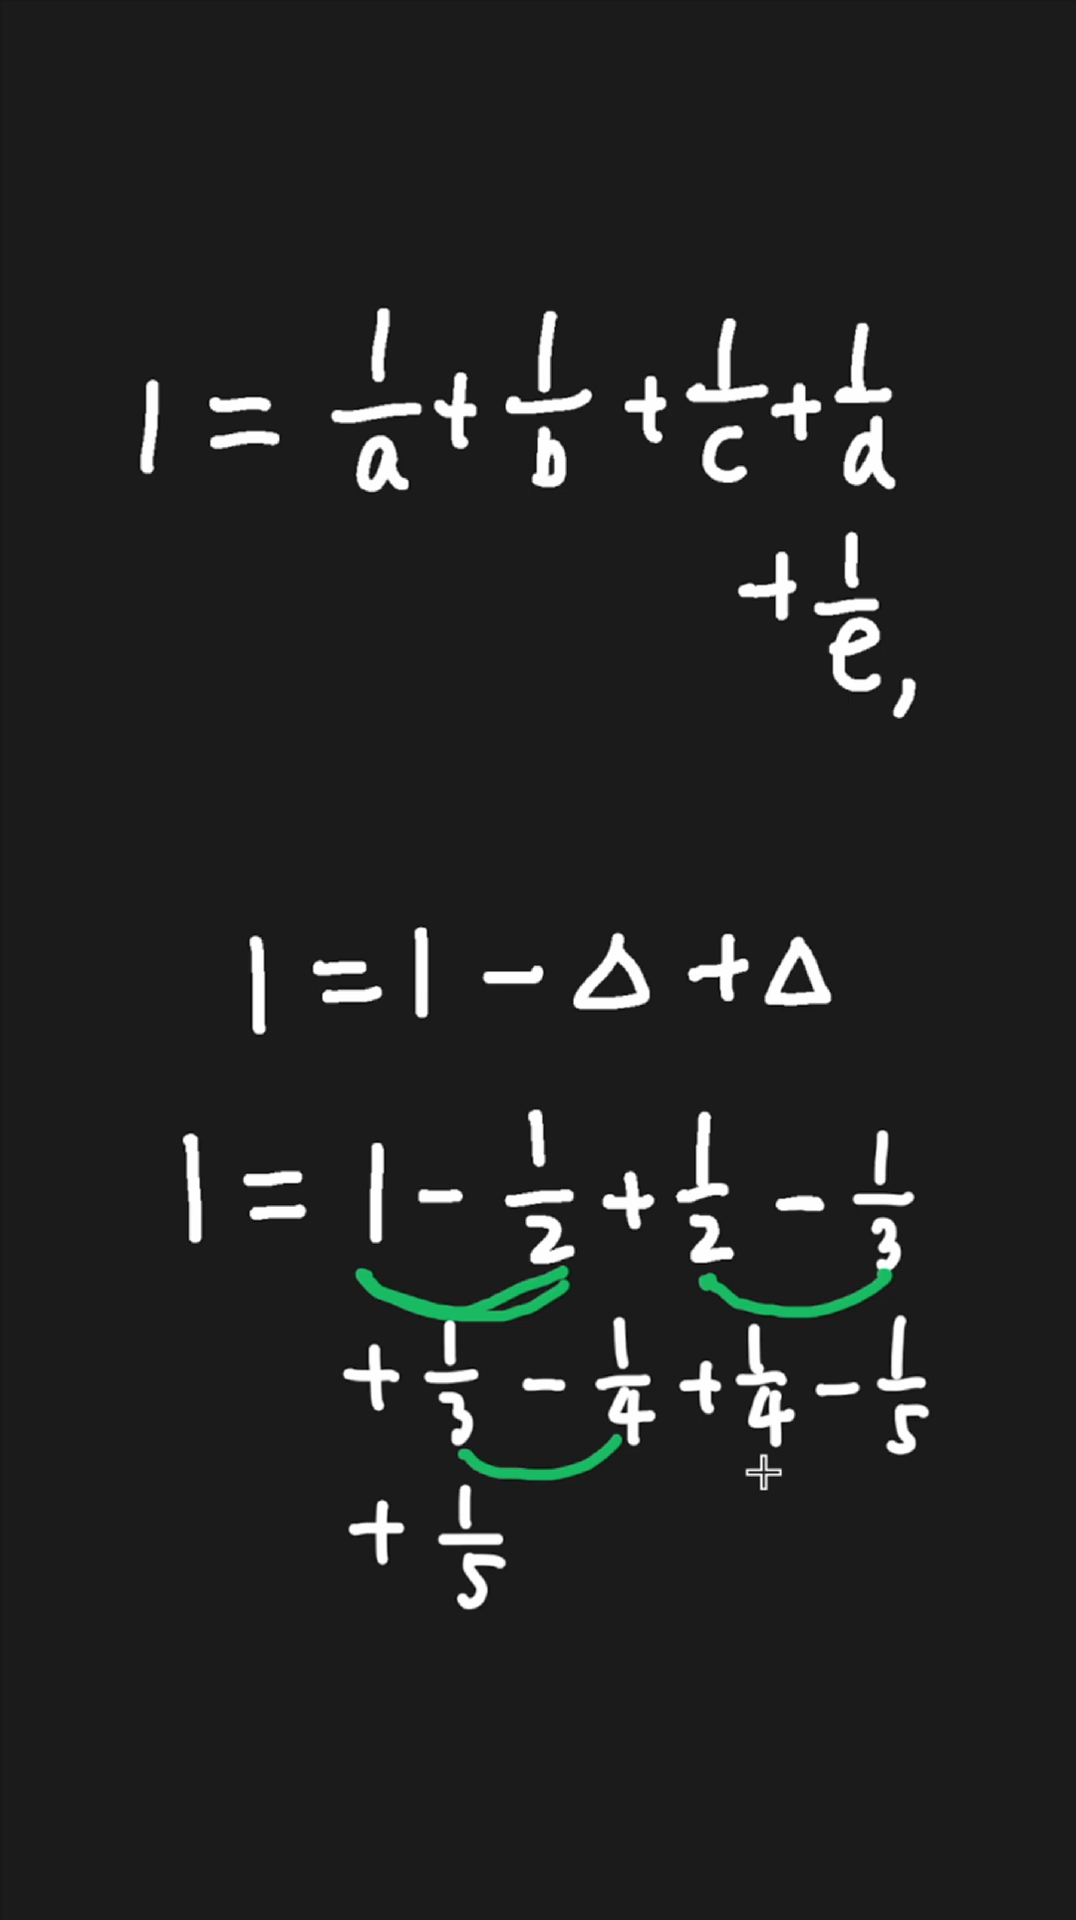 1 = 1/a + 1/b + 1/c + 1/d
+ 1/e,
1 = 1 - Δ + Δ
1 = 1 - 1/2 + 1/2 - 1/3
+ 1/3 - 1/4 + 1/4 - 1/5
+ 1/5